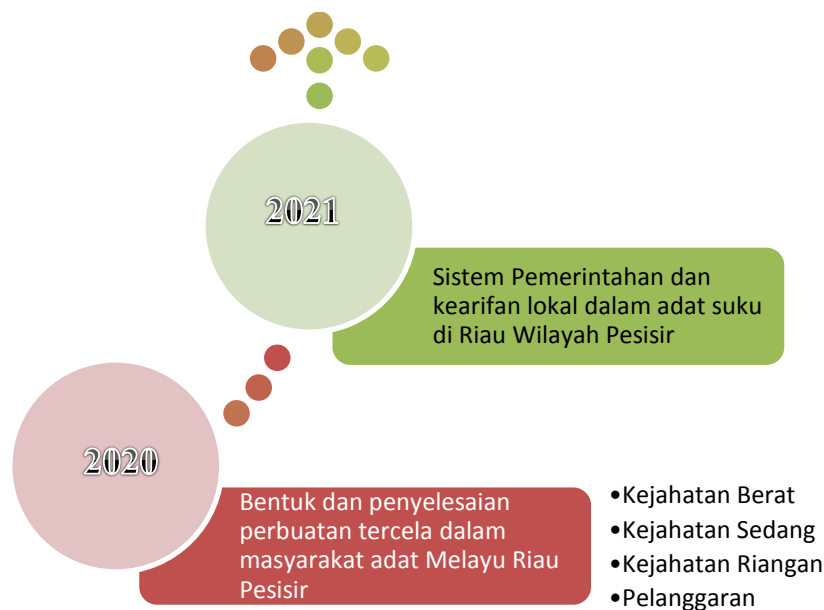 2021
Sistem Pemerintahan dan
kearifan lokal dalam adat suku
di Riau Wilayah Pesisir
2020
Bentuk dan penyelesaian
perbuatan tercela dalam
masyarakat adat Melayu Riau
Pesisir
•Kejahatan Berat
•Kejahatan Sedang
•Kejahatan Riangan
•Pelanggaran